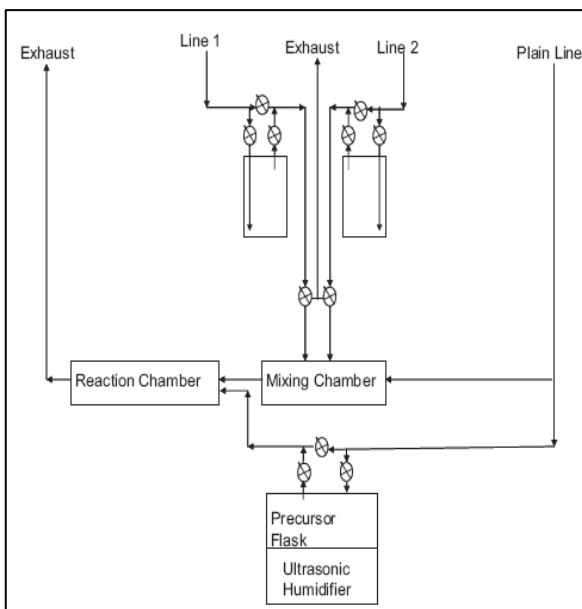 Exhaust
Line 1
Exhaust
Line 2
Plain Line
Reaction Chamber
Mixing Chamber
Precursor
Flask
Ultrasonic
Humidifier